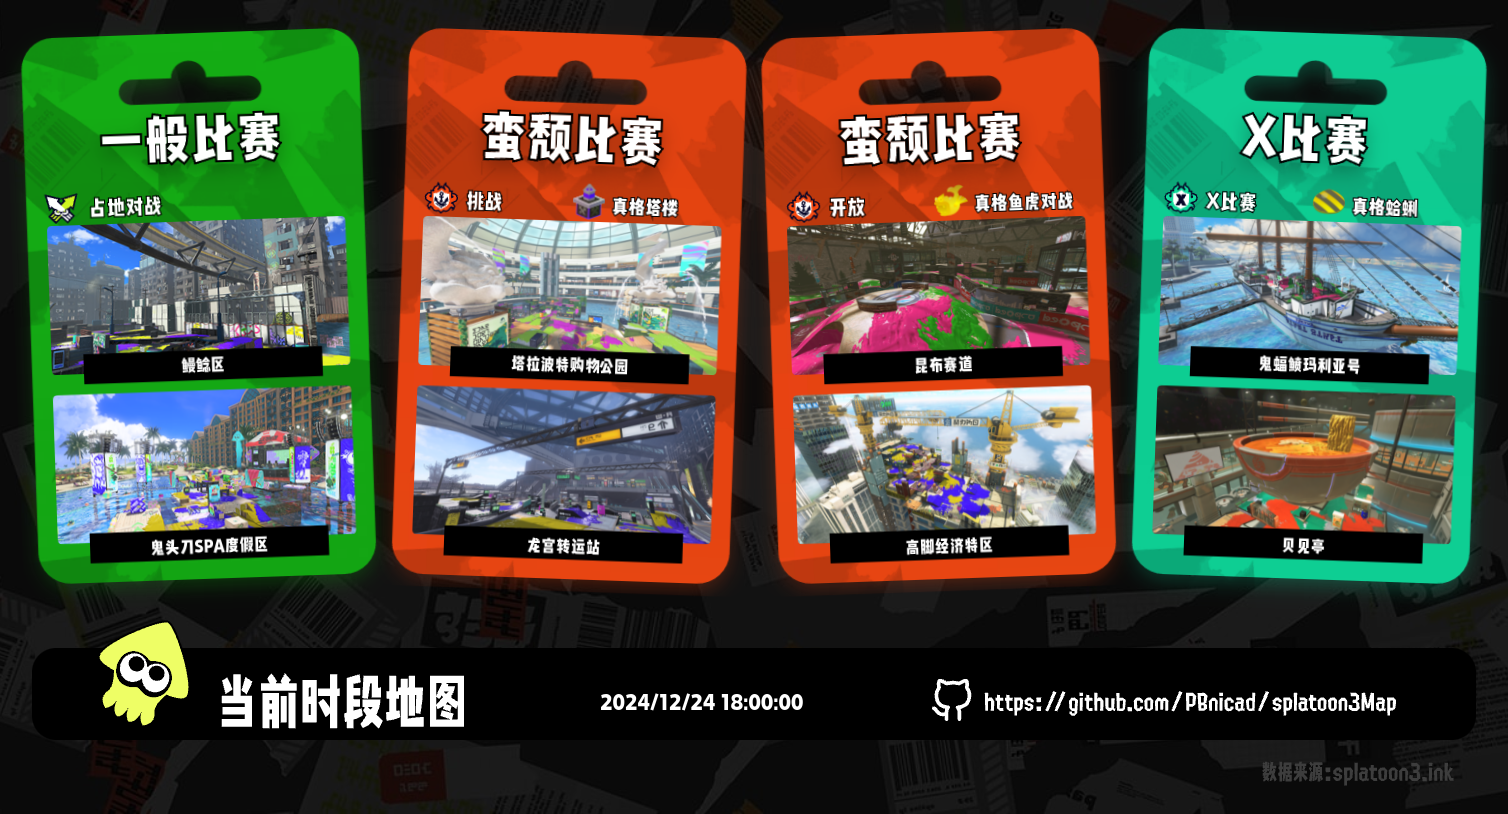 一般比赛
占地对战
鳗鲶区
鬼头刀SPA度假区
蛮颓比赛
挑战
真格塔楼
塔拉波特购物公园
龙宫转运站
蛮颓比赛
开放
真格鱼虎对战
昆布赛道
高脚经济特区
X比赛
X比赛
真格蛤蜊
鬼蝠鲼玛利亚号
贝见亭
当前时段地图
2024/12/24 18:00:00
https://github.com/PBnicad/splatoon3Map
数据来源:splatoon3.ink